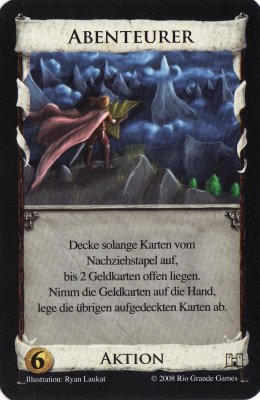 ABENTEURER
Decke solange Karten vom
Nachziehstapel auf,
bis 2 Geldkarten offen liegen.
Nimm die Geldkarten auf die Hand,
lege die übrigen aufgedeckten Karten ab.
6 AKTION
Illustration: Ryan Laukat © 2008 Rio Grande Games